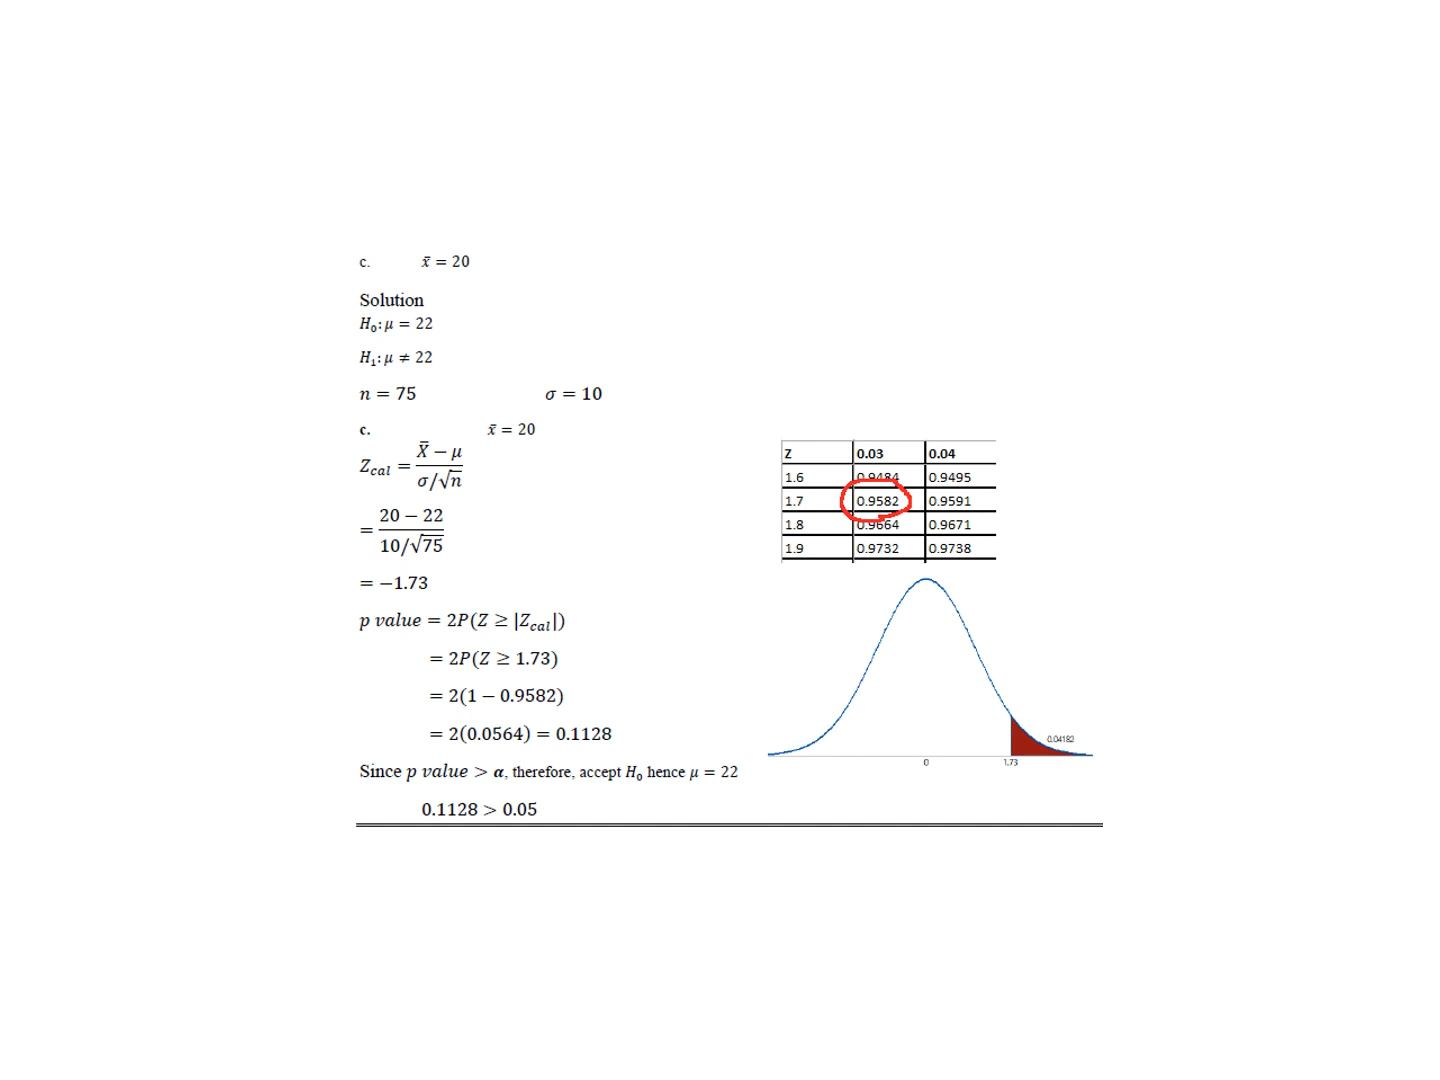 c. x̄ = 20
Solution
H₀: μ = 22
H₁: μ ≠ 22
n = 75 σ = 10
c. x̄ = 20
Z_cal = (X̄ − μ)/(σ/√n)
= (20 − 22)/(10/√75)
= −1.73
p value = 2P(Z ≥ |Z_cal|)
= 2P(Z ≥ 1.73)
= 2(1 − 0.9582)
= 2(0.0564) = 0.1128
Since p value > α, therefore, accept H₀ hence μ = 22
0.1128 > 0.05
Z 0.03 0.04
1.6 0.9484 0.9495
1.7 0.9582 0.9591
1.8 0.9664 0.9671
1.9 0.9732 0.9738
0.04182
0 1.73